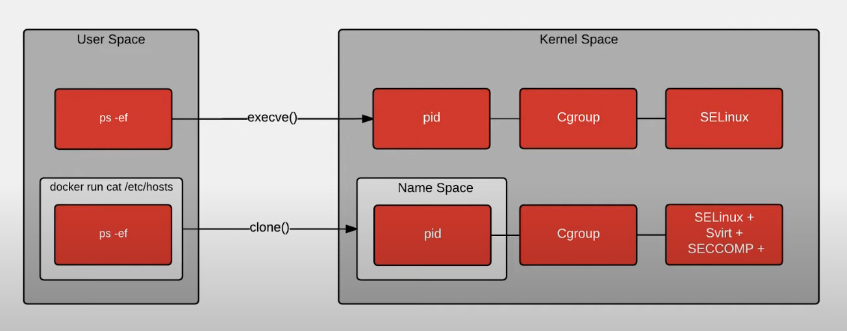 User Space
Kernel Space
ps -ef
execve()
pid
Cgroup
SELinux
docker run cat /etc/hosts
ps -ef
clone()
Name Space
pid
Cgroup
SELinux +
Svirt +
SECCOMP +